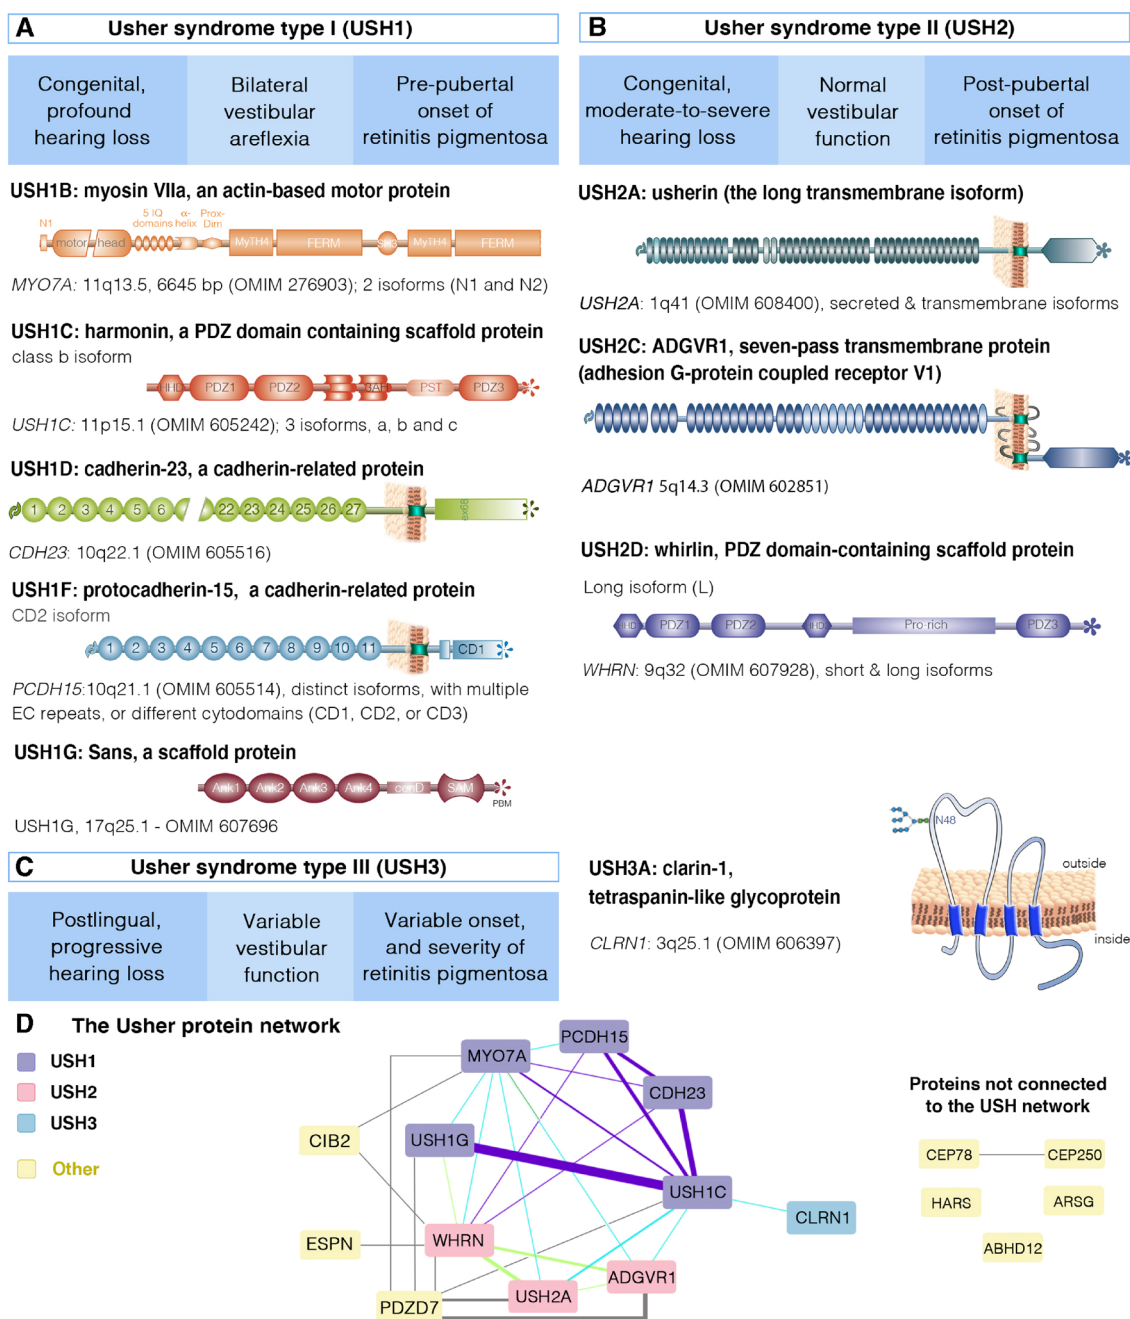 A
Usher syndrome type I (USH1)
Congenital,
profound
hearing loss
Bilateral
vestibular
areflexia
Pre-pubertal
onset of
retinitis pigmentosa
USH1B: myosin VIIa, an actin-based motor protein
N1
motor
head
5 IQ
domains
α-
helix
Prox-
Dim
MyTH4
FERM
SH3
MyTH4
FERM
MYO7A: 11q13.5, 6645 bp (OMIM 276903); 2 isoforms (N1 and N2)
USH1C: harmonin, a PDZ domain containing scaffold protein
class b isoform
HHD
PDZ1
PDZ2
PST
PDZ3
USH1C: 11p15.1 (OMIM 605242); 3 isoforms, a, b and c
USH1D: cadherin-23, a cadherin-related protein
1 2 3 4 5 6 22 23 24 25 26 27
ex68
CDH23: 10q22.1 (OMIM 605516)
USH1F: protocadherin-15, a cadherin-related protein
CD2 isoform
1 2 3 4 5 6 7 8 9 10 11
CD1
PCDH15:10q21.1 (OMIM 605514), distinct isoforms, with multiple
EC repeats, or different cytodomains (CD1, CD2, or CD3)
USH1G: Sans, a scaffold protein
Ank1
Ank2
Ank3
Ank4
cenD
SAM
PBM
USH1G, 17q25.1 - OMIM 607696
B
Usher syndrome type II (USH2)
Congenital,
moderate-to-severe
hearing loss
Normal
vestibular
function
Post-pubertal
onset of
retinitis pigmentosa
USH2A: usherin (the long transmembrane isoform)
USH2A: 1q41 (OMIM 608400), secreted & transmembrane isoforms
USH2C: ADGVR1, seven-pass transmembrane protein
(adhesion G-protein coupled receptor V1)
ADGVR1 5q14.3 (OMIM 602851)
USH2D: whirlin, PDZ domain-containing scaffold protein
Long isoform (L)
HHD
PDZ1
PDZ2
HHD
Pro-rich
PDZ3
WHRN: 9q32 (OMIM 607928), short & long isoforms
C
Usher syndrome type III (USH3)
Postlingual,
progressive
hearing loss
Variable
vestibular
function
Variable onset,
and severity of
retinitis pigmentosa
USH3A: clarin-1,
tetraspanin-like glycoprotein
CLRN1: 3q25.1 (OMIM 606397)
N48
outside
inside
D
The Usher protein network
USH1
USH2
USH3
Other
PCDH15
MYO7A
CDH23
CIB2
USH1G
USH1C
CLRN1
ESPN
WHRN
ADGVR1
USH2A
PDZD7
Proteins not connected
to the USH network
CEP78
CEP250
HARS
ARSG
ABHD12